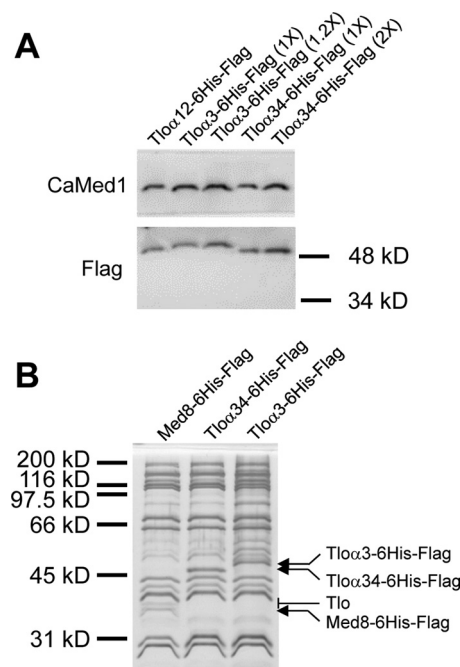 A
Tloα12-6His-Flag
Tloα3-6His-Flag (1X)
Tloα3-6His-Flag (1.2X)
Tloα34-6His-Flag (1X)
Tloα34-6His-Flag (2X)
CaMed1
Flag
48 kD
34 kD
B
Med8-6His-Flag
Tloα34-6His-Flag
Tloα3-6His-Flag
200 kD
116 kD
97.5 kD
66 kD
45 kD
31 kD
Tloα3-6His-Flag
Tloα34-6His-Flag
Tlo
Med8-6His-Flag